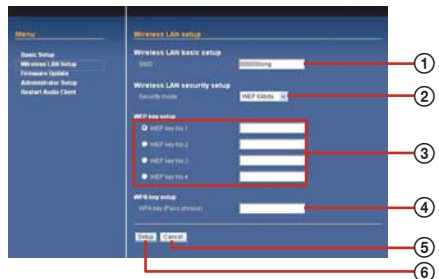 Menu
Basic Setup
Wireless LAN Setup
Firmware Update
Administrator Setup
Restart Audio Client
Wireless LAN setup
Wireless LAN basic setup
SSID
Wireless LAN security setup
Security mode
WEP 64bits
WEP key setup
WEP key No.1
WEP key No.2
WEP key No.3
WEP key No.4
WPA key setup
WPA key (Pass phrase)
Setup Cancel
1
2
3
4
5
6